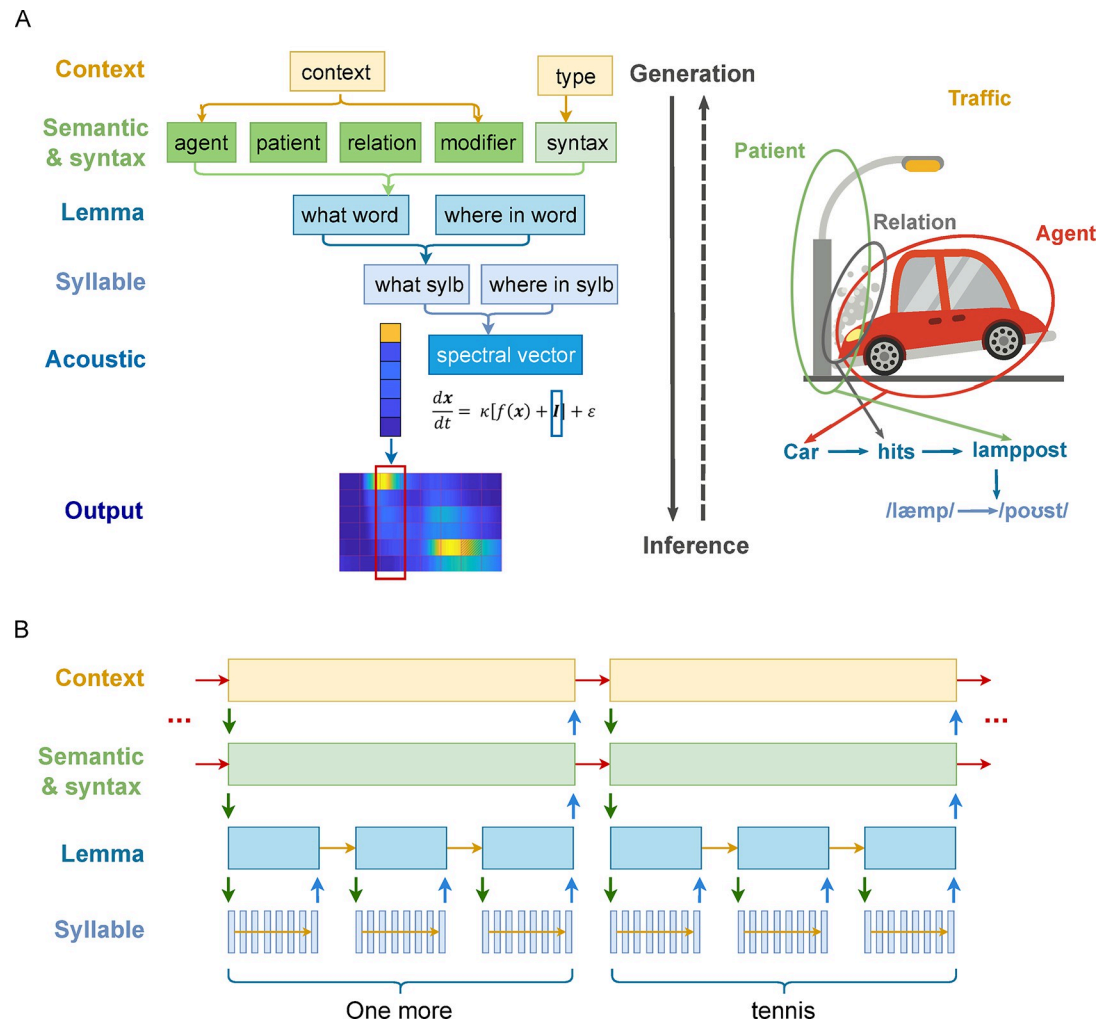 A
Context
context
type
Generation
Traffic
Semantic
& syntax
agent
patient
relation
modifier
syntax
Patient
Lemma
what word
where in word
Relation
Agent
Syllable
what sylb
where in sylb
Acoustic
spectral vector
dx/dt = κ[f(x) + I] + ε
Car
hits
lamppost
Output
/læmp/
/poʊst/
Inference
B
Context
...
...
Semantic
& syntax
Lemma
Syllable
One more
tennis